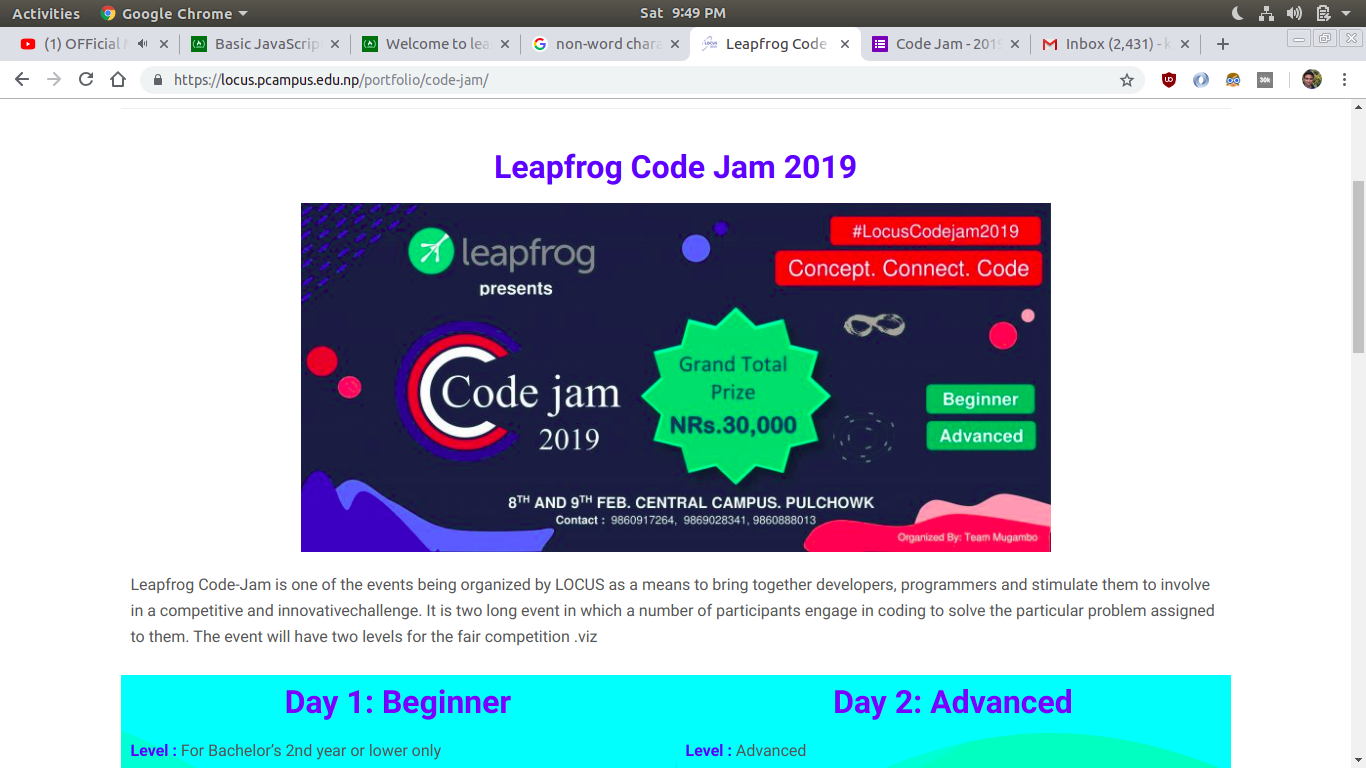 Activities Google Chrome Sat 9:49 PM
(1) OFFicial Basic JavaScrip Welcome to lea non-word chara Leapfrog Code Code Jam - 2019 Inbox (2,431) - k
https://locus.pcampus.edu.np/portfolio/code-jam/
30k
Leapfrog Code Jam 2019
leapfrog
presents
#LocusCodejam2019
Concept. Connect. Code
Code jam
2019
Grand Total
Prize
NRs.30,000
Beginner
Advanced
8TH AND 9TH FEB. CENTRAL CAMPUS. PULCHOWK
Contact : 9860917264, 9869028341, 9860888013
Organized By: Team Mugambo
Leapfrog Code-Jam is one of the events being organized by LOCUS as a means to bring together developers, programmers and stimulate them to involve
in a competitive and innovativechallenge. It is two long event in which a number of participants engage in coding to solve the particular problem assigned
to them. The event will have two levels for the fair competition .viz
Day 1: Beginner
Level : For Bachelor's 2nd year or lower only
Day 2: Advanced
Level : Advanced